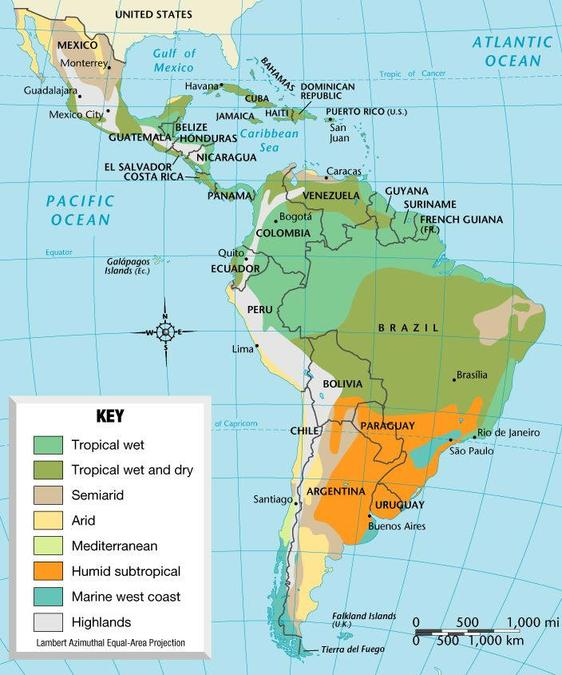 UNITED STATES
ATLANTIC
OCEAN
MEXICO
Monterrey
Gulf of
Mexico
BAHAMAS
Tropic of Cancer
Guadalajara
Havana
CUBA
DOMINICAN
REPUBLIC
Mexico City
JAMAICA
HAITI
PUERTO RICO (U.S.)
San
Juan
BELIZE
GUATEMALA
HONDURAS
Caribbean
Sea
EL SALVADOR
NICARAGUA
COSTA RICA
Caracas
PANAMA
VENEZUELA
GUYANA
SURINAME
FRENCH GUIANA
(FR.)
PACIFIC
OCEAN
Bogotá
COLOMBIA
Equator
Quito
Galápagos
Islands (Ec.)
ECUADOR
PERU
BRAZIL
N
W
E
S
Lima
Brasília
BOLIVIA
of Capricorn
CHILE
PARAGUAY
Rio de Janeiro
São Paulo
ARGENTINA
Santiago
URUGUAY
Buenos Aires
Falkland Islands
(U.K.)
Tierra del Fuego
0 500 1,000 mi
0 500 1,000 km
KEY
Tropical wet
Tropical wet and dry
Semiarid
Arid
Mediterranean
Humid subtropical
Marine west coast
Highlands
Lambert Azimuthal Equal-Area Projection